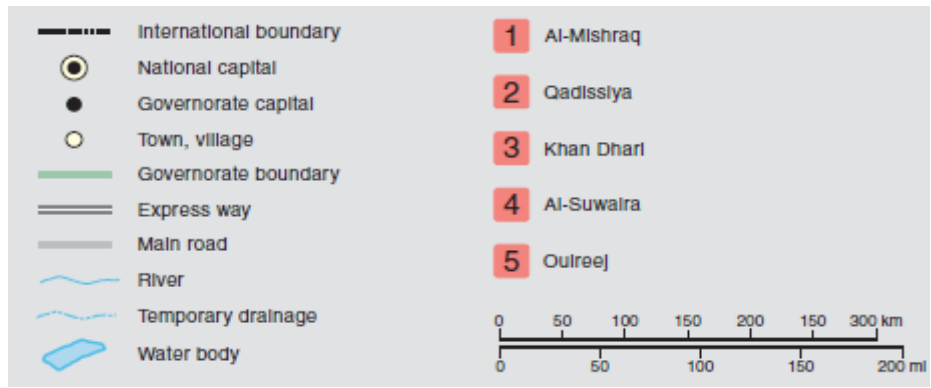 International boundary
National capital
Governorate capital
Town, village
Governorate boundary
Express way
Main road
River
Temporary drainage
Water body
1 Al-Mishraq
2 Qadissiya
3 Khan Dhari
4 Al-Suwaira
5 Ouireej
0 50 100 150 200 150 300 km
0 50 100 150 200 mi